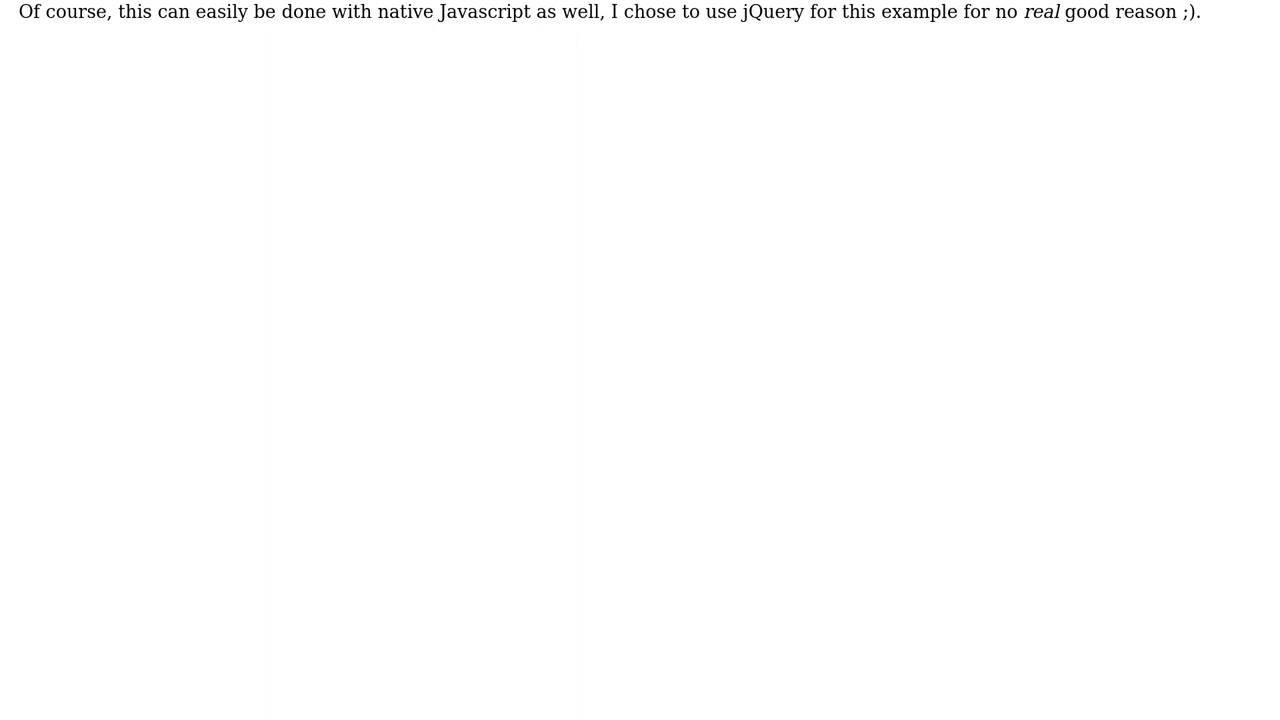 Of course, this can easily be done with native Javascript as well, I chose to use jQuery for this example for no real good reason ;).